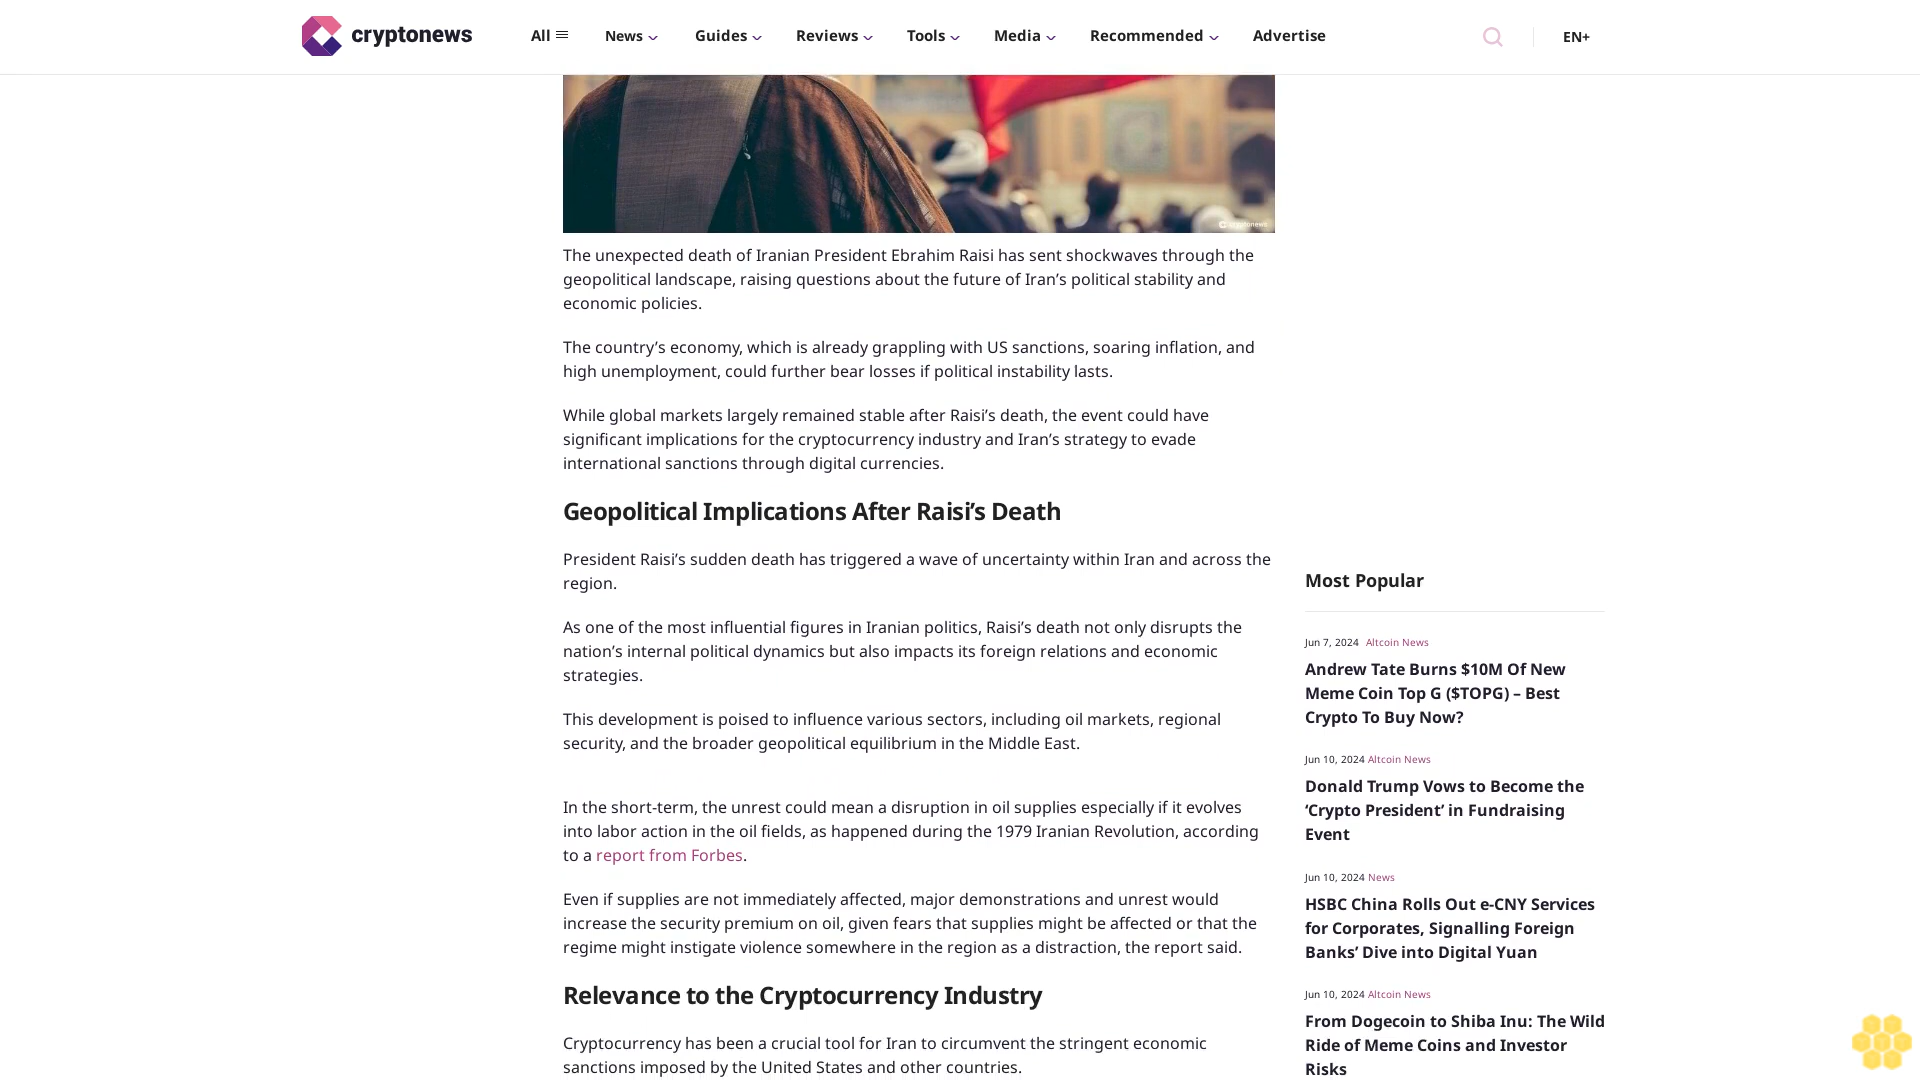 cryptonews
All
News
Guides
Reviews
Tools
Media
Recommended
Advertise
EN+
cryptonews
The unexpected death of Iranian President Ebrahim Raisi has sent shockwaves through the
geopolitical landscape, raising questions about the future of Iran’s political stability and
economic policies.
The country’s economy, which is already grappling with US sanctions, soaring inflation, and
high unemployment, could further bear losses if political instability lasts.
While global markets largely remained stable after Raisi’s death, the event could have
significant implications for the cryptocurrency industry and Iran’s strategy to evade
international sanctions through digital currencies.
Geopolitical Implications After Raisi’s Death
President Raisi’s sudden death has triggered a wave of uncertainty within Iran and across the
region.
As one of the most influential figures in Iranian politics, Raisi’s death not only disrupts the
nation’s internal political dynamics but also impacts its foreign relations and economic
strategies.
This development is poised to influence various sectors, including oil markets, regional
security, and the broader geopolitical equilibrium in the Middle East.
In the short-term, the unrest could mean a disruption in oil supplies especially if it evolves
into labor action in the oil fields, as happened during the 1979 Iranian Revolution, according
to a report from Forbes.
Even if supplies are not immediately affected, major demonstrations and unrest would
increase the security premium on oil, given fears that supplies might be affected or that the
regime might instigate violence somewhere in the region as a distraction, the report said.
Relevance to the Cryptocurrency Industry
Cryptocurrency has been a crucial tool for Iran to circumvent the stringent economic
sanctions imposed by the United States and other countries.
Most Popular
Jun 7, 2024 Altcoin News
Andrew Tate Burns $10M Of New
Meme Coin Top G ($TOPG) – Best
Crypto To Buy Now?
Jun 10, 2024 Altcoin News
Donald Trump Vows to Become the
‘Crypto President’ in Fundraising
Event
Jun 10, 2024 News
HSBC China Rolls Out e-CNY Services
for Corporates, Signalling Foreign
Banks’ Dive into Digital Yuan
Jun 10, 2024 Altcoin News
From Dogecoin to Shiba Inu: The Wild
Ride of Meme Coins and Investor
Risks